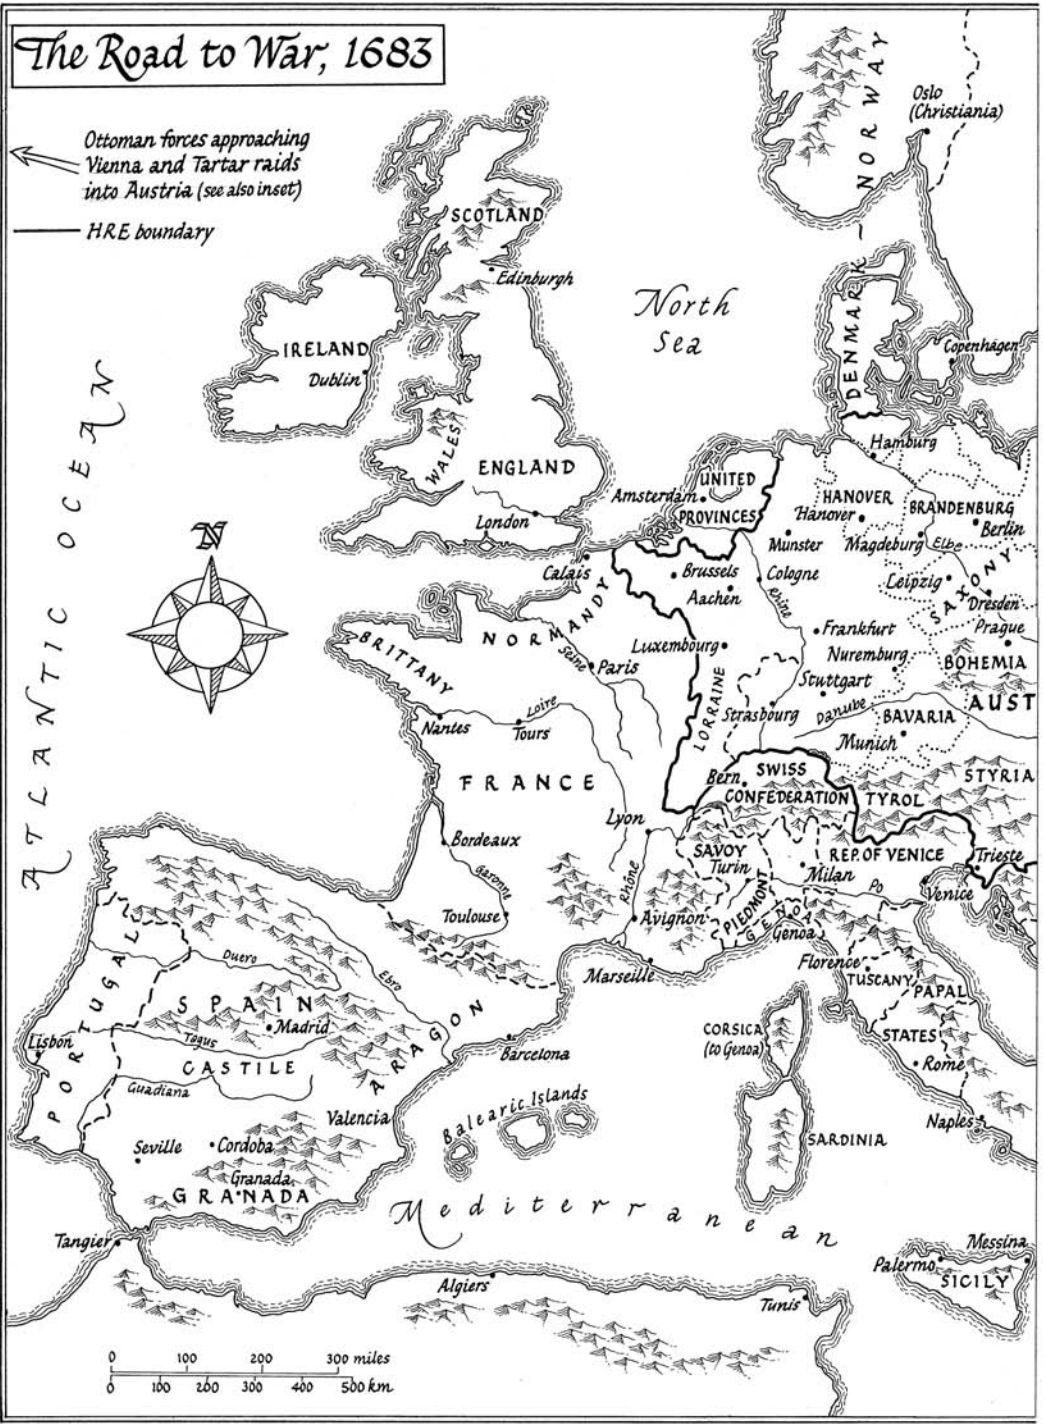 The Road to War, 1683
Ottoman forces approaching
Vienna and Tartar raids
into Austria (see also inset)
HRE boundary
NORWAY
Oslo
(Christiania)
SCOTLAND
Edinburgh
North
Sea
DENMARK
Copenhagen
IRELAND
Dublin
ATLANTIC OCEAN
WALES
ENGLAND
London
Hamburg
UNITED
PROVINCES
Amsterdam
HANOVER
Hanover
BRANDENBURG
Berlin
Münster
Magdeburg
Elbe
N
Calais
Brussels
Aachen
Cologne
Rhine
Leipzig
SAXONY
Dresden
Prague
BOHEMIA
AUST
NORMANDY
BRITTANY
Seine
Paris
Luxembourg
LORRAINE
Frankfurt
Nuremburg
Stuttgart
Strasbourg
Danube
BAVARIA
Munich
Nantes
Loire
Tours
FRANCE
Bern
SWISS
CONFEDERATION
TYROL
STYRIA
Lyon
SAVOY
Turin
REP. OF VENICE
Milan
Trieste
Venice
Po
Bordeaux
Garonne
Toulouse
Rhône
Avignon
PIEDMONT
GENOA
Genoa
Marseille
Florence
TUSCANY
PAPAL
STATES
Rome
CORSICA
(to Genoa)
PORTUGAL
Lisbon
Duero
SPAIN
Madrid
Ebro
Tagus
CASTILE
ARAGON
Barcelona
Guadiana
Valencia
Balearic Islands
Naples
SARDINIA
Seville
Cordoba
Granada
GRANADA
Mediterranean
Tangier
Algiers
Tunis
Messina
Palermo
SICILY
0 100 200 300 miles
0 100 200 300 400 500 km